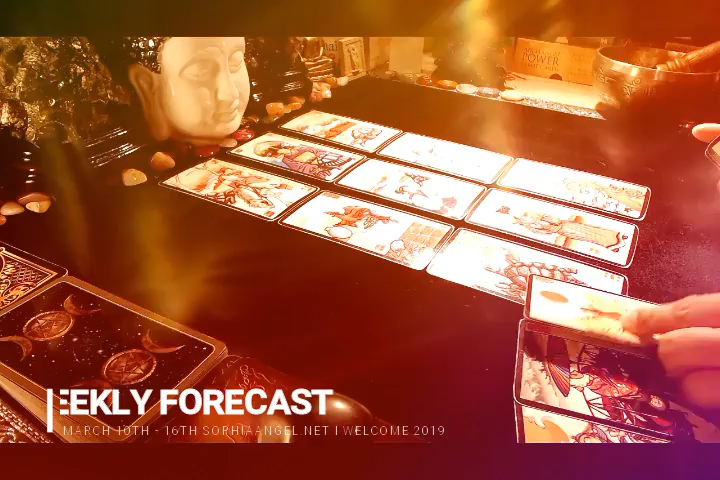 POWER
EEKLY FORECAST
MARCH 10TH - 16TH SOPHIAANGEL.NET I WELCOME 2019